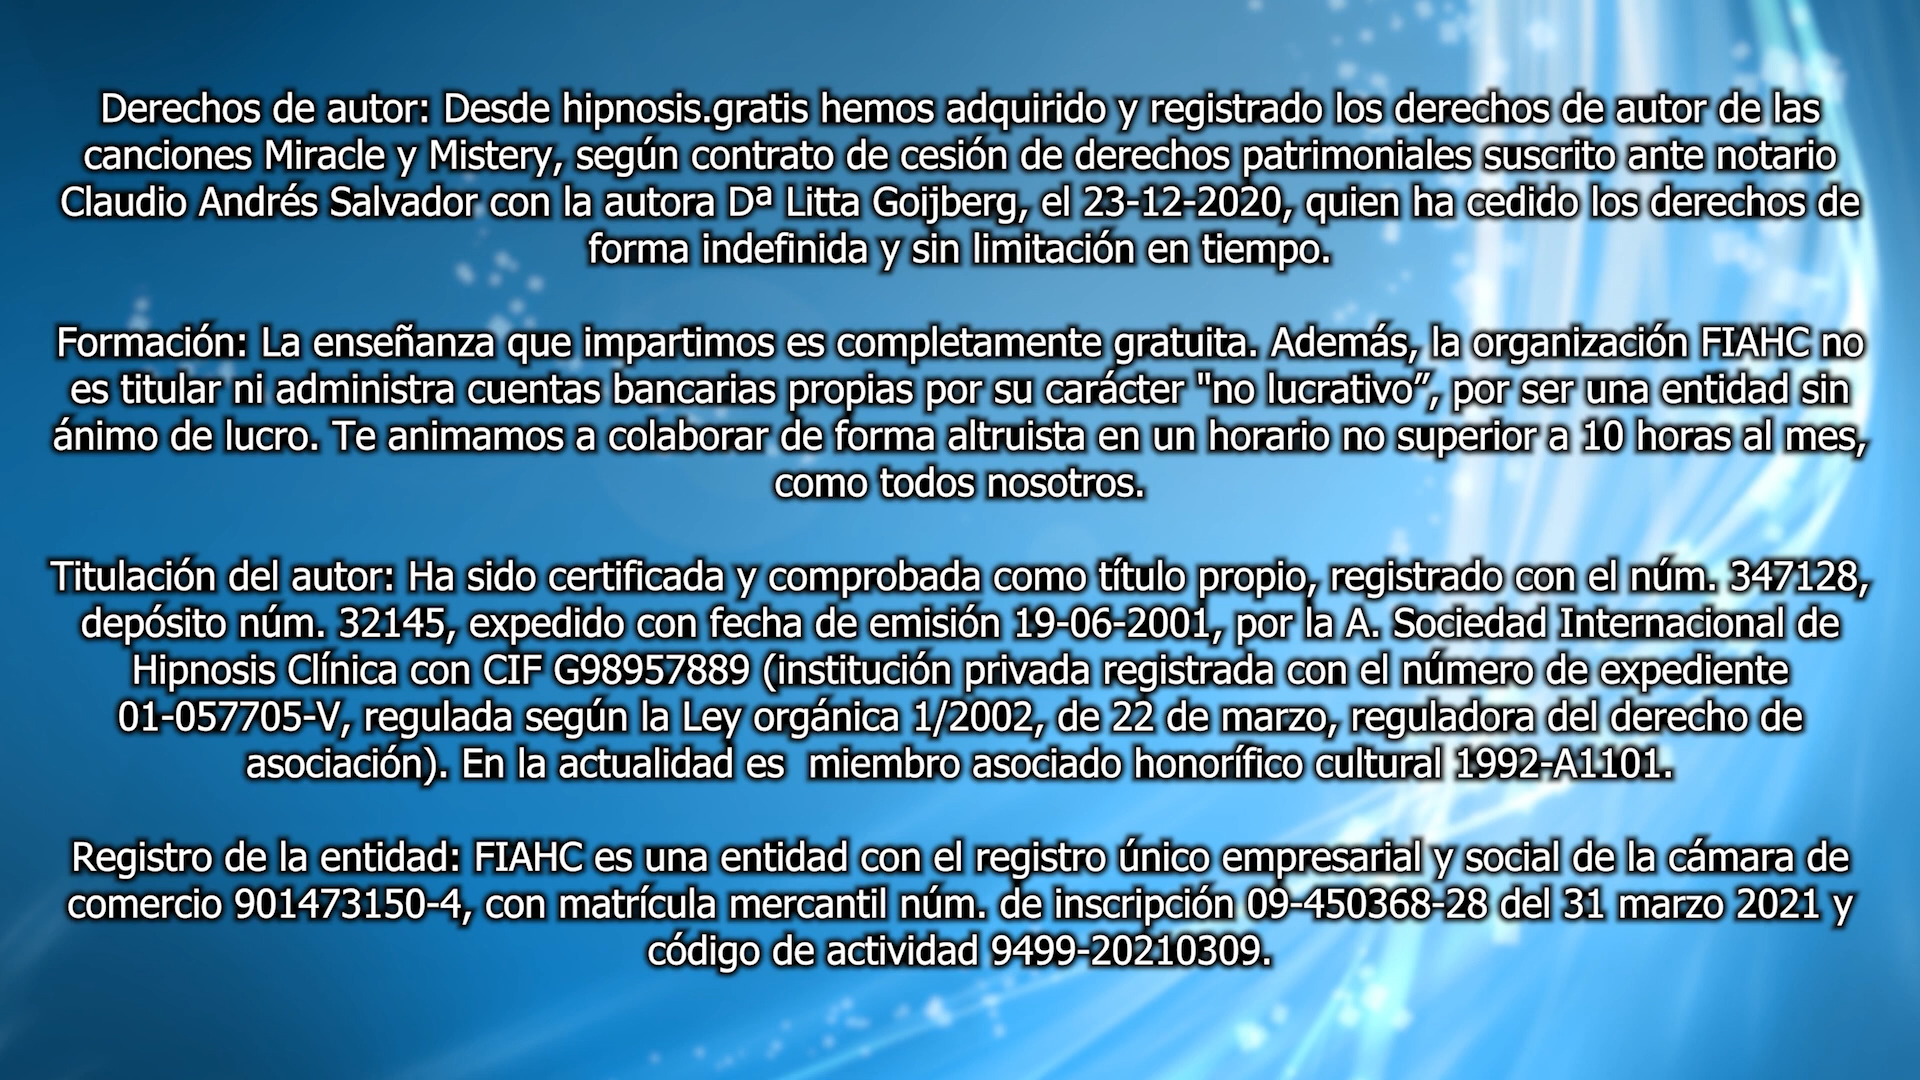 Derechos de autor: Desde hipnosis.gratis hemos adquirido y registrado los derechos de autor de las
canciones Miracle y Mistery, según contrato de cesión de derechos patrimoniales suscrito ante notario
Claudio Andrés Salvador con la autora Dª Litta Goijberg, el 23-12-2020, quien ha cedido los derechos de
forma indefinida y sin limitación en tiempo.
Formación: La enseñanza que impartimos es completamente gratuita. Además, la organización FIAHC no
es titular ni administra cuentas bancarias propias por su carácter "no lucrativo”, por ser una entidad sin
ánimo de lucro. Te animamos a colaborar de forma altruista en un horario no superior a 10 horas al mes,
como todos nosotros.
Titulación del autor: Ha sido certificada y comprobada como título propio, registrado con el núm. 347128,
depósito núm. 32145, expedido con fecha de emisión 19-06-2001, por la A. Sociedad Internacional de
Hipnosis Clínica con CIF G98957889 (institución privada registrada con el número de expediente
01-057705-V, regulada según la Ley orgánica 1/2002, de 22 de marzo, reguladora del derecho de
asociación). En la actualidad es  miembro asociado honorífico cultural 1992-A1101.
Registro de la entidad: FIAHC es una entidad con el registro único empresarial y social de la cámara de
comercio 901473150-4, con matrícula mercantil núm. de inscripción 09-450368-28 del 31 marzo 2021 y
código de actividad 9499-20210309.